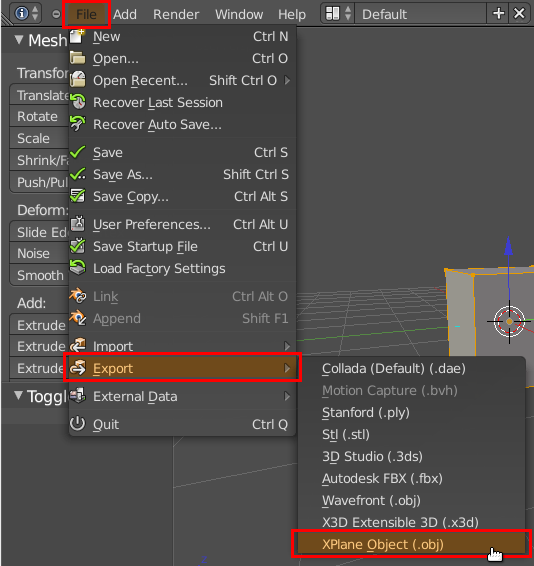 File Add Render Window Help Default
Mesh
New Ctrl N
Open... Ctrl O
Open Recent... Shift Ctrl O
Recover Last Session
Recover Auto Save...
Save Ctrl S
Save As... Shift Ctrl S
Save Copy... Ctrl Alt S
User Preferences... Ctrl Alt U
Save Startup File Ctrl U
Load Factory Settings
Link Ctrl Alt O
Append Shift F1
Import
Export
External Data
Quit Ctrl Q
Transfor
Translate
Rotate
Scale
Shrink/Fa
Push/Pul
Deform:
Slide Ed
Noise
Smooth
Add:
Extrude
Extrude
Extrude
Toggl
Collada (Default) (.dae)
Motion Capture (.bvh)
Stanford (.ply)
Stl (.stl)
3D Studio (.3ds)
Autodesk FBX (.fbx)
Wavefront (.obj)
X3D Extensible 3D (.x3d)
XPlane Object (.obj)